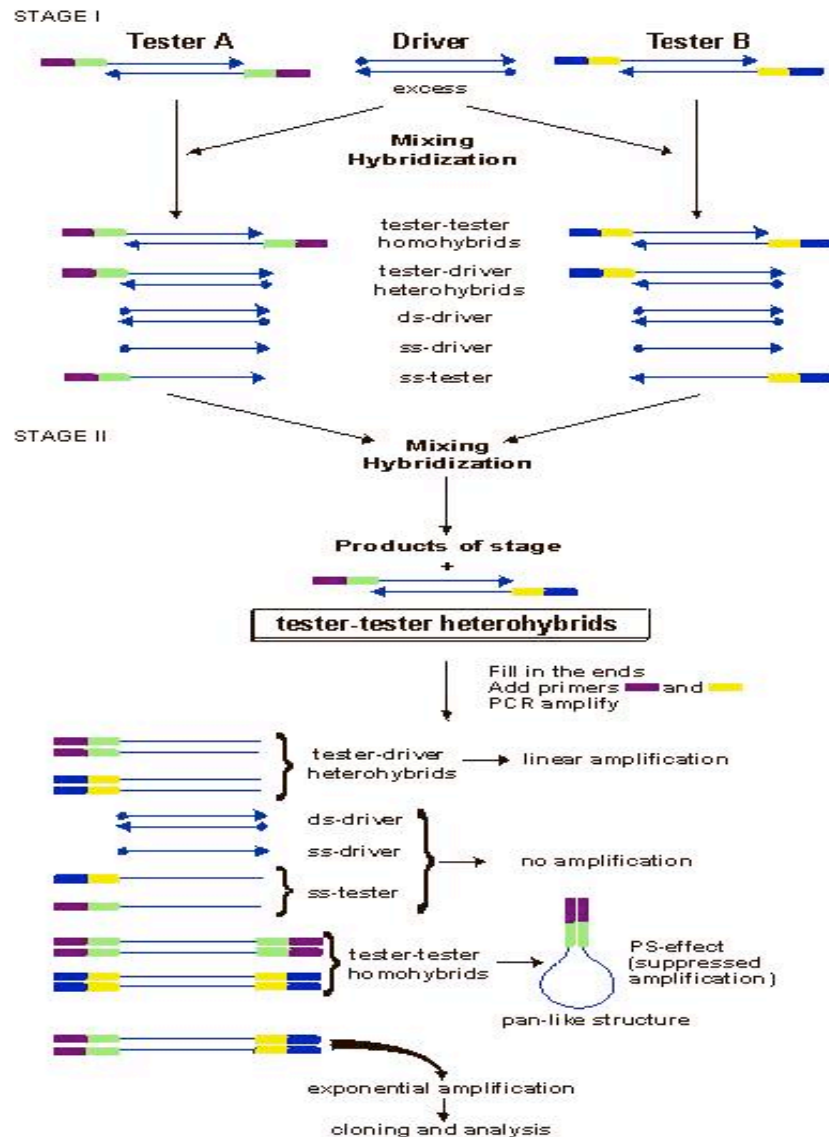 STAGE I
Tester A
Driver
Tester B
excess
Mixing
Hybridization
tester-tester
homohybrids
tester-driver
heterohybrids
ds-driver
ss-driver
ss-tester
STAGE II
Mixing
Hybridization
Products of stage
+
tester-tester heterohybrids
Fill in the ends
Add primers and
PCR amplify
tester-driver
heterohybrids
linear amplification
ds-driver
ss-driver
ss-tester
no amplification
tester-tester
homohybrids
PS-effect
(suppressed
amplification)
pan-like structure
exponential amplification
cloning and analysis